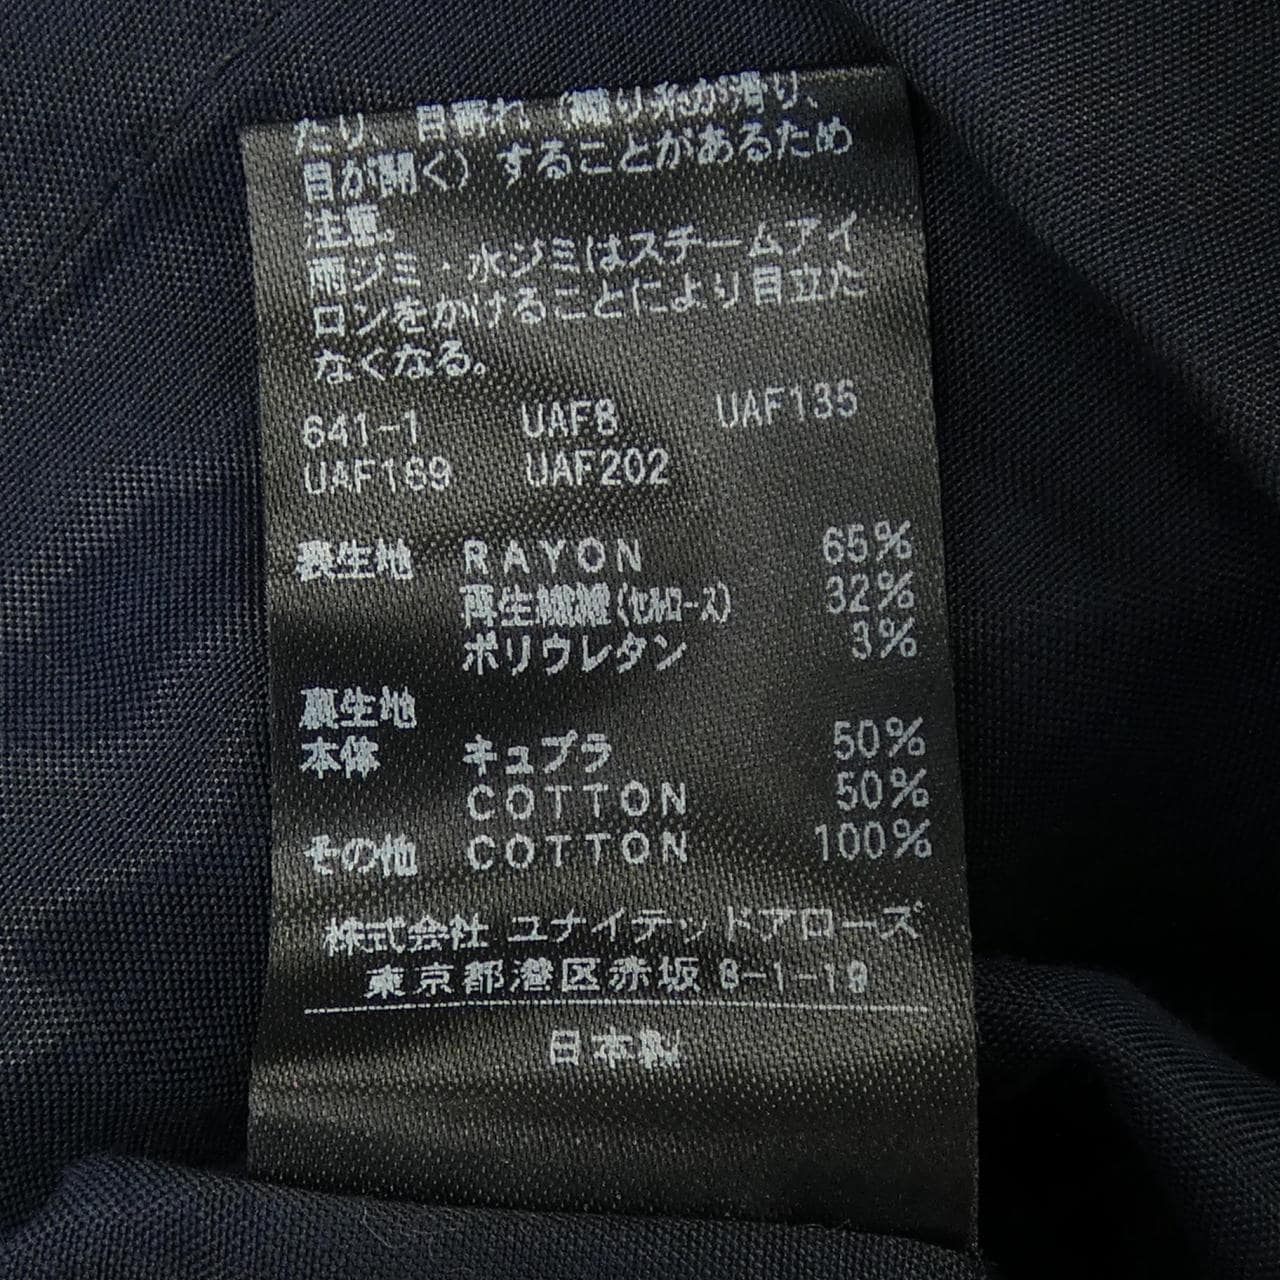 たり、目寄れ（織り糸が滑り、
目が開く）することがあるため
注意。
雨ジミ・水ジミはスチームアイ
ロンをかけることにより目立た
なくなる。
641-1 UAF8 UAF135
UAF169 UAF202
表生地 RAYON 65%
再生繊維(セルロース) 32%
ポリウレタン 3%
裏生地
本体 キュプラ 50%
COTTON 50%
その他 COTTON 100%
株式会社 ユナイテッドアローズ
東京都港区赤坂 8-1-19
日本製